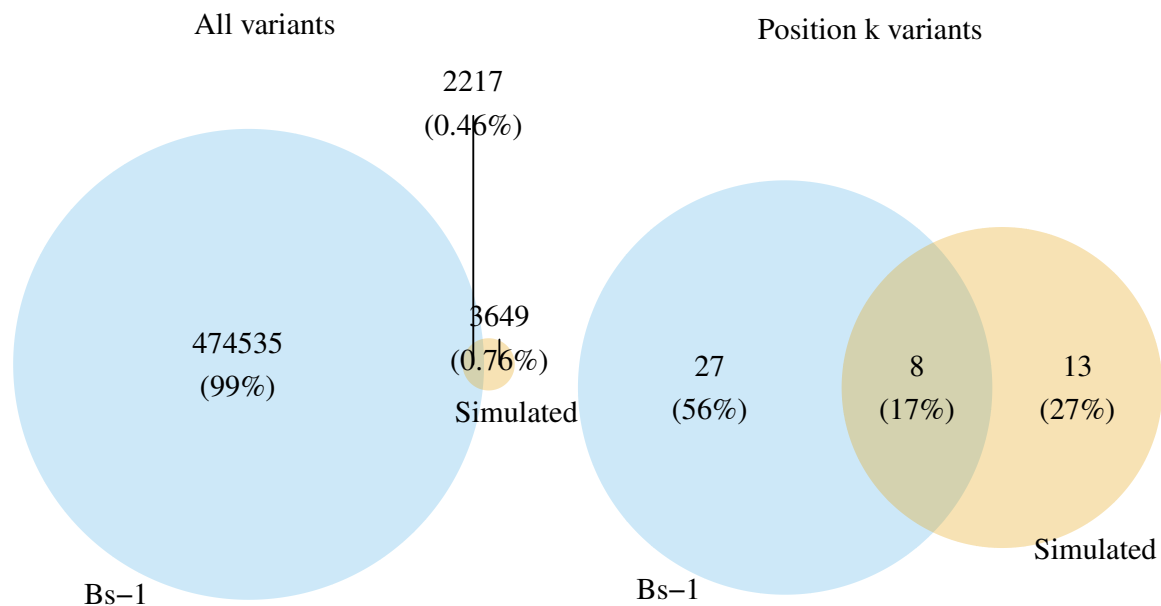 All variants
2217
(0.46%)
474535
(99%)
3649
(0.76%)
Simulated
Bs−1
Position k variants
27
(56%)
8
(17%)
13
(27%)
Simulated
Bs−1